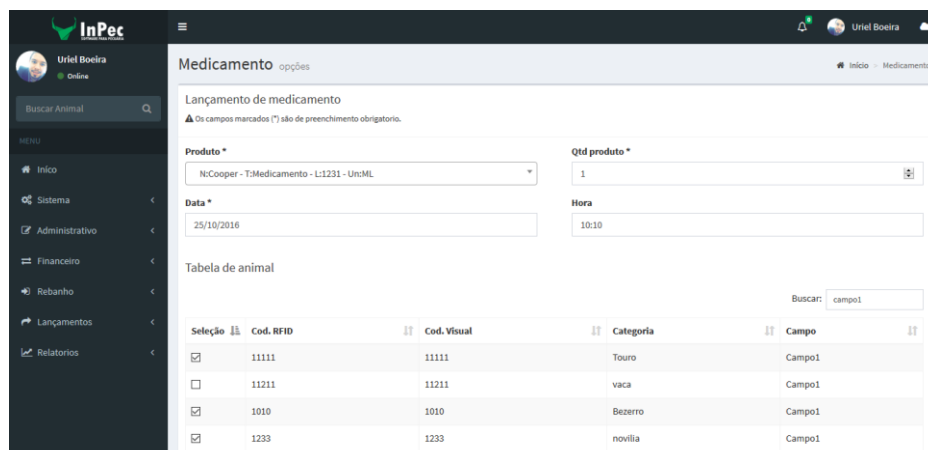 InPec
Uriel Boeira
Uriel Boeira
Online
Buscar Animal
MENU
Iníco
Sistema
Administrativo
Financeiro
Rebanho
Lançamentos
Relatorios
Medicamento opções
Início > Medicamento
Lançamento de medicamento
Os campos marcados (*) são de preenchimento obrigatorio.
Produto *
Qtd produto *
N:Cooper - T:Medicamento - L:1231 - Un:ML
1
Data *
Hora
25/10/2016
10:10
Tabela de animal
Buscar: campo1
Seleção Cod. RFID Cod. Visual Categoria Campo
11111 11111 Touro Campo1
11211 11211 vaca Campo1
1010 1010 Bezerro Campo1
1233 1233 novilia Campo1